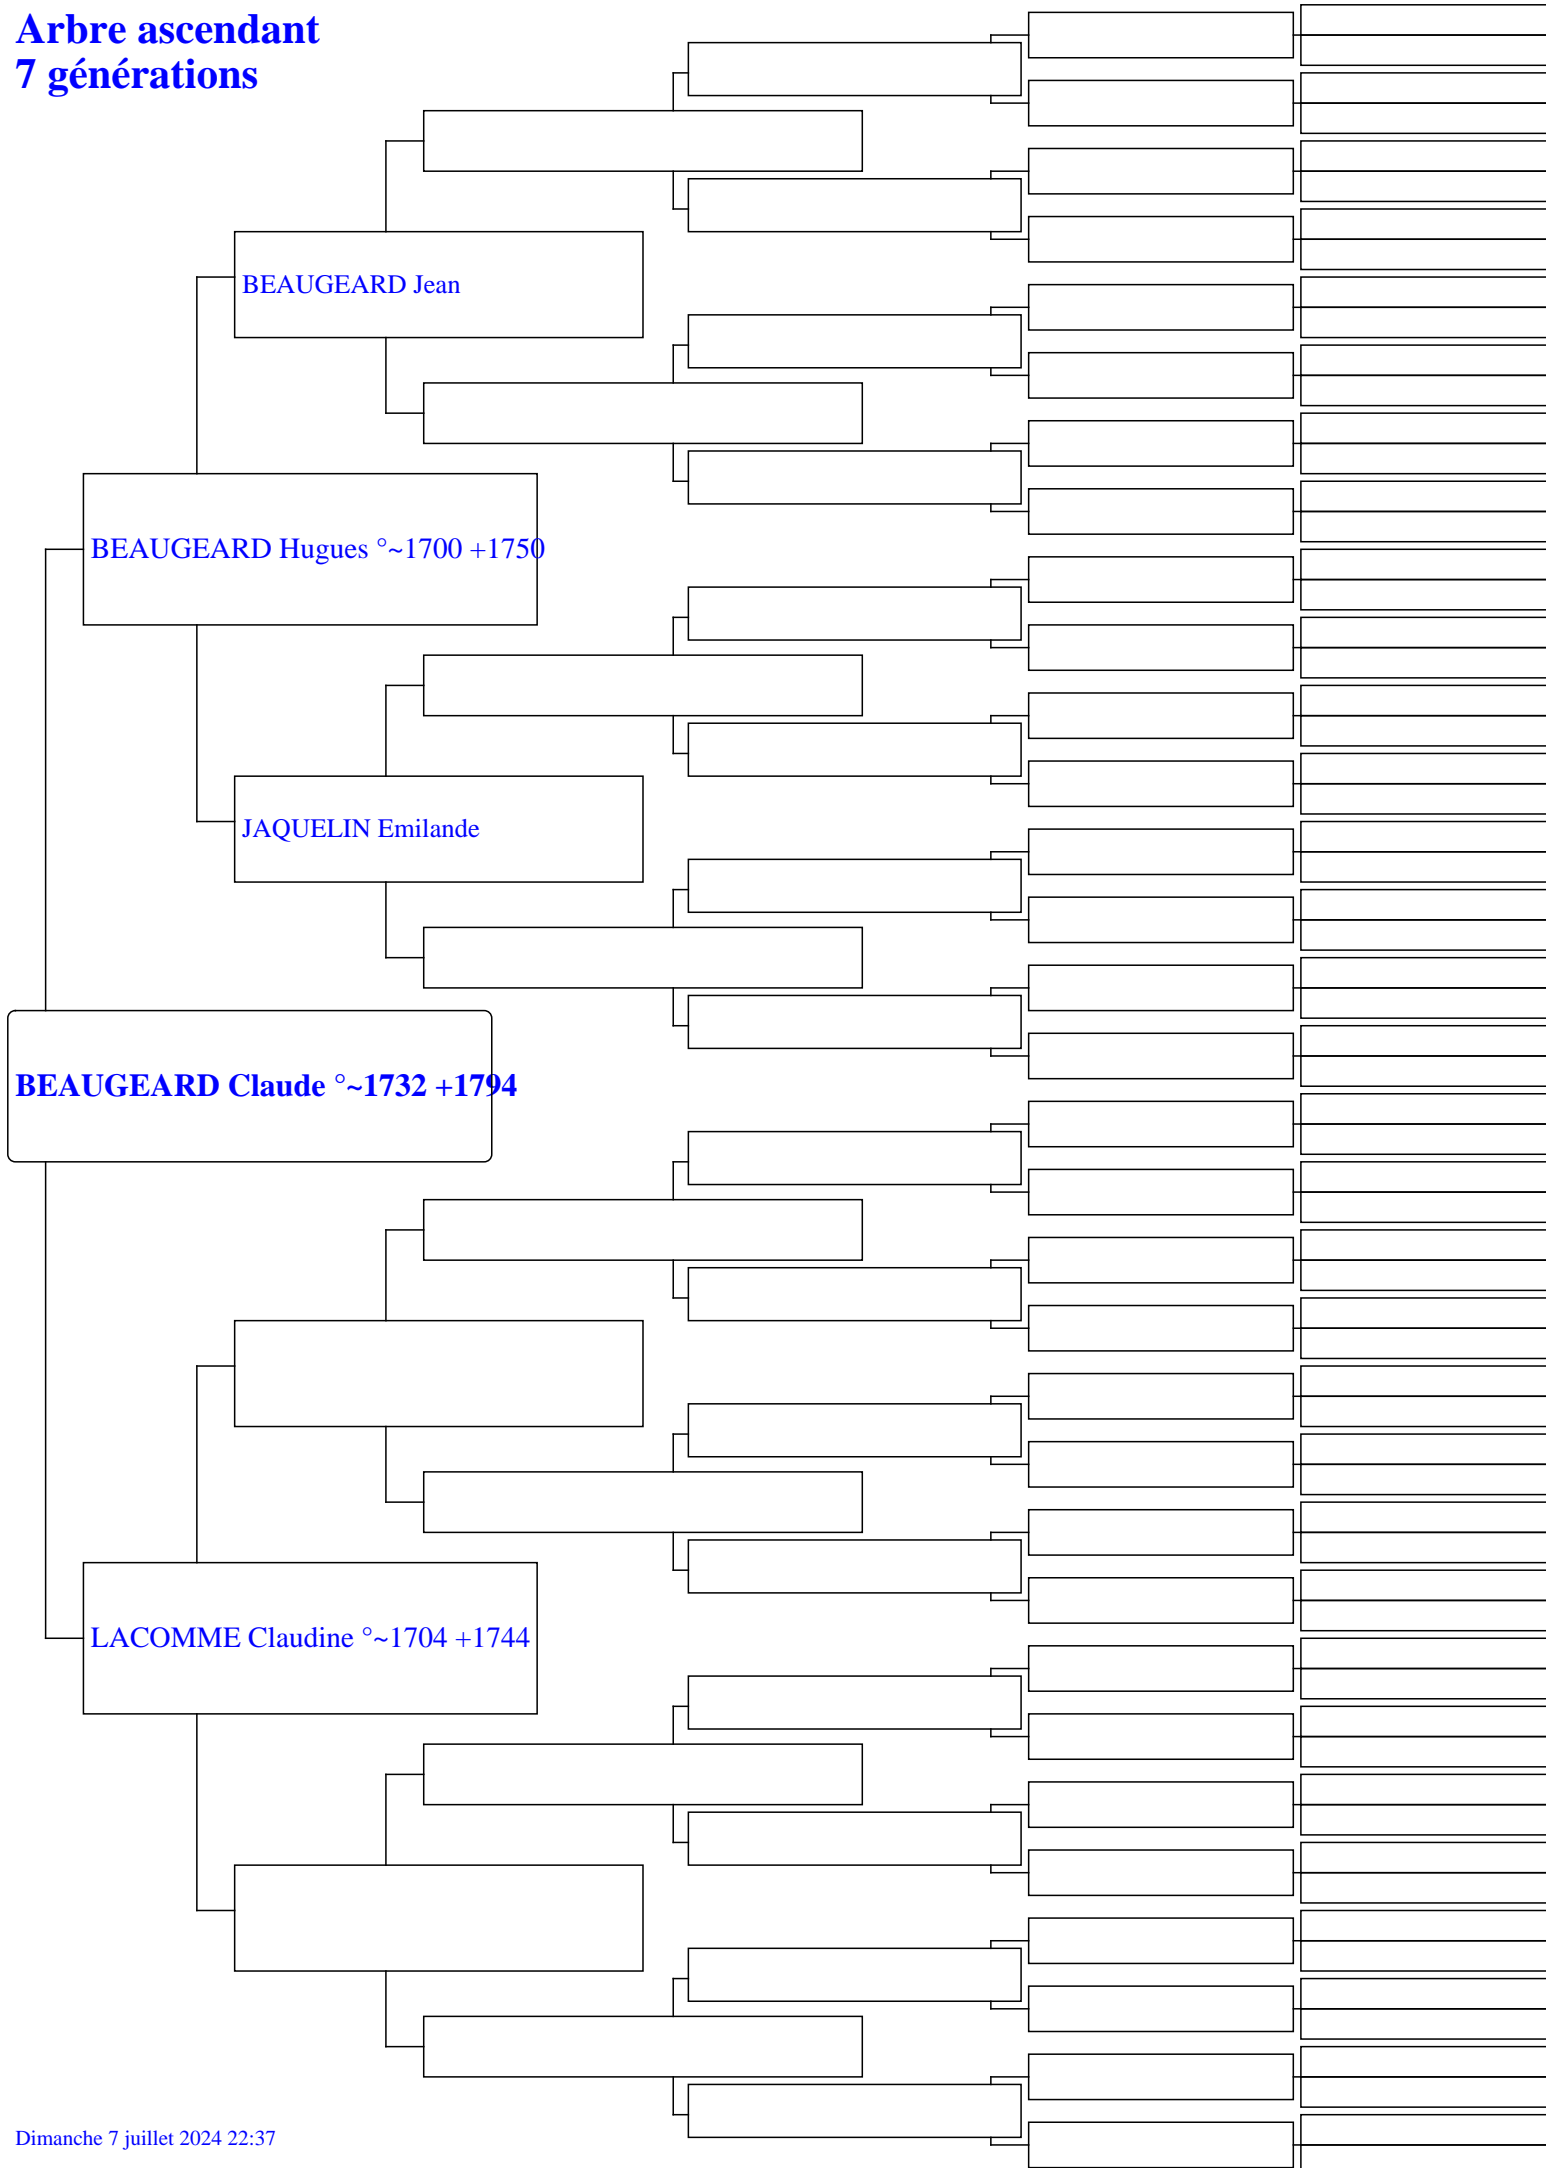 Arbre ascendant
7 générations
BEAUGEARD Jean
BEAUGEARD Hugues °~1700 +1750
JAQUELIN Emilande
BEAUGEARD Claude °~1732 +1794
LACOMME Claudine °~1704 +1744
Dimanche 7 juillet 2024 22:37